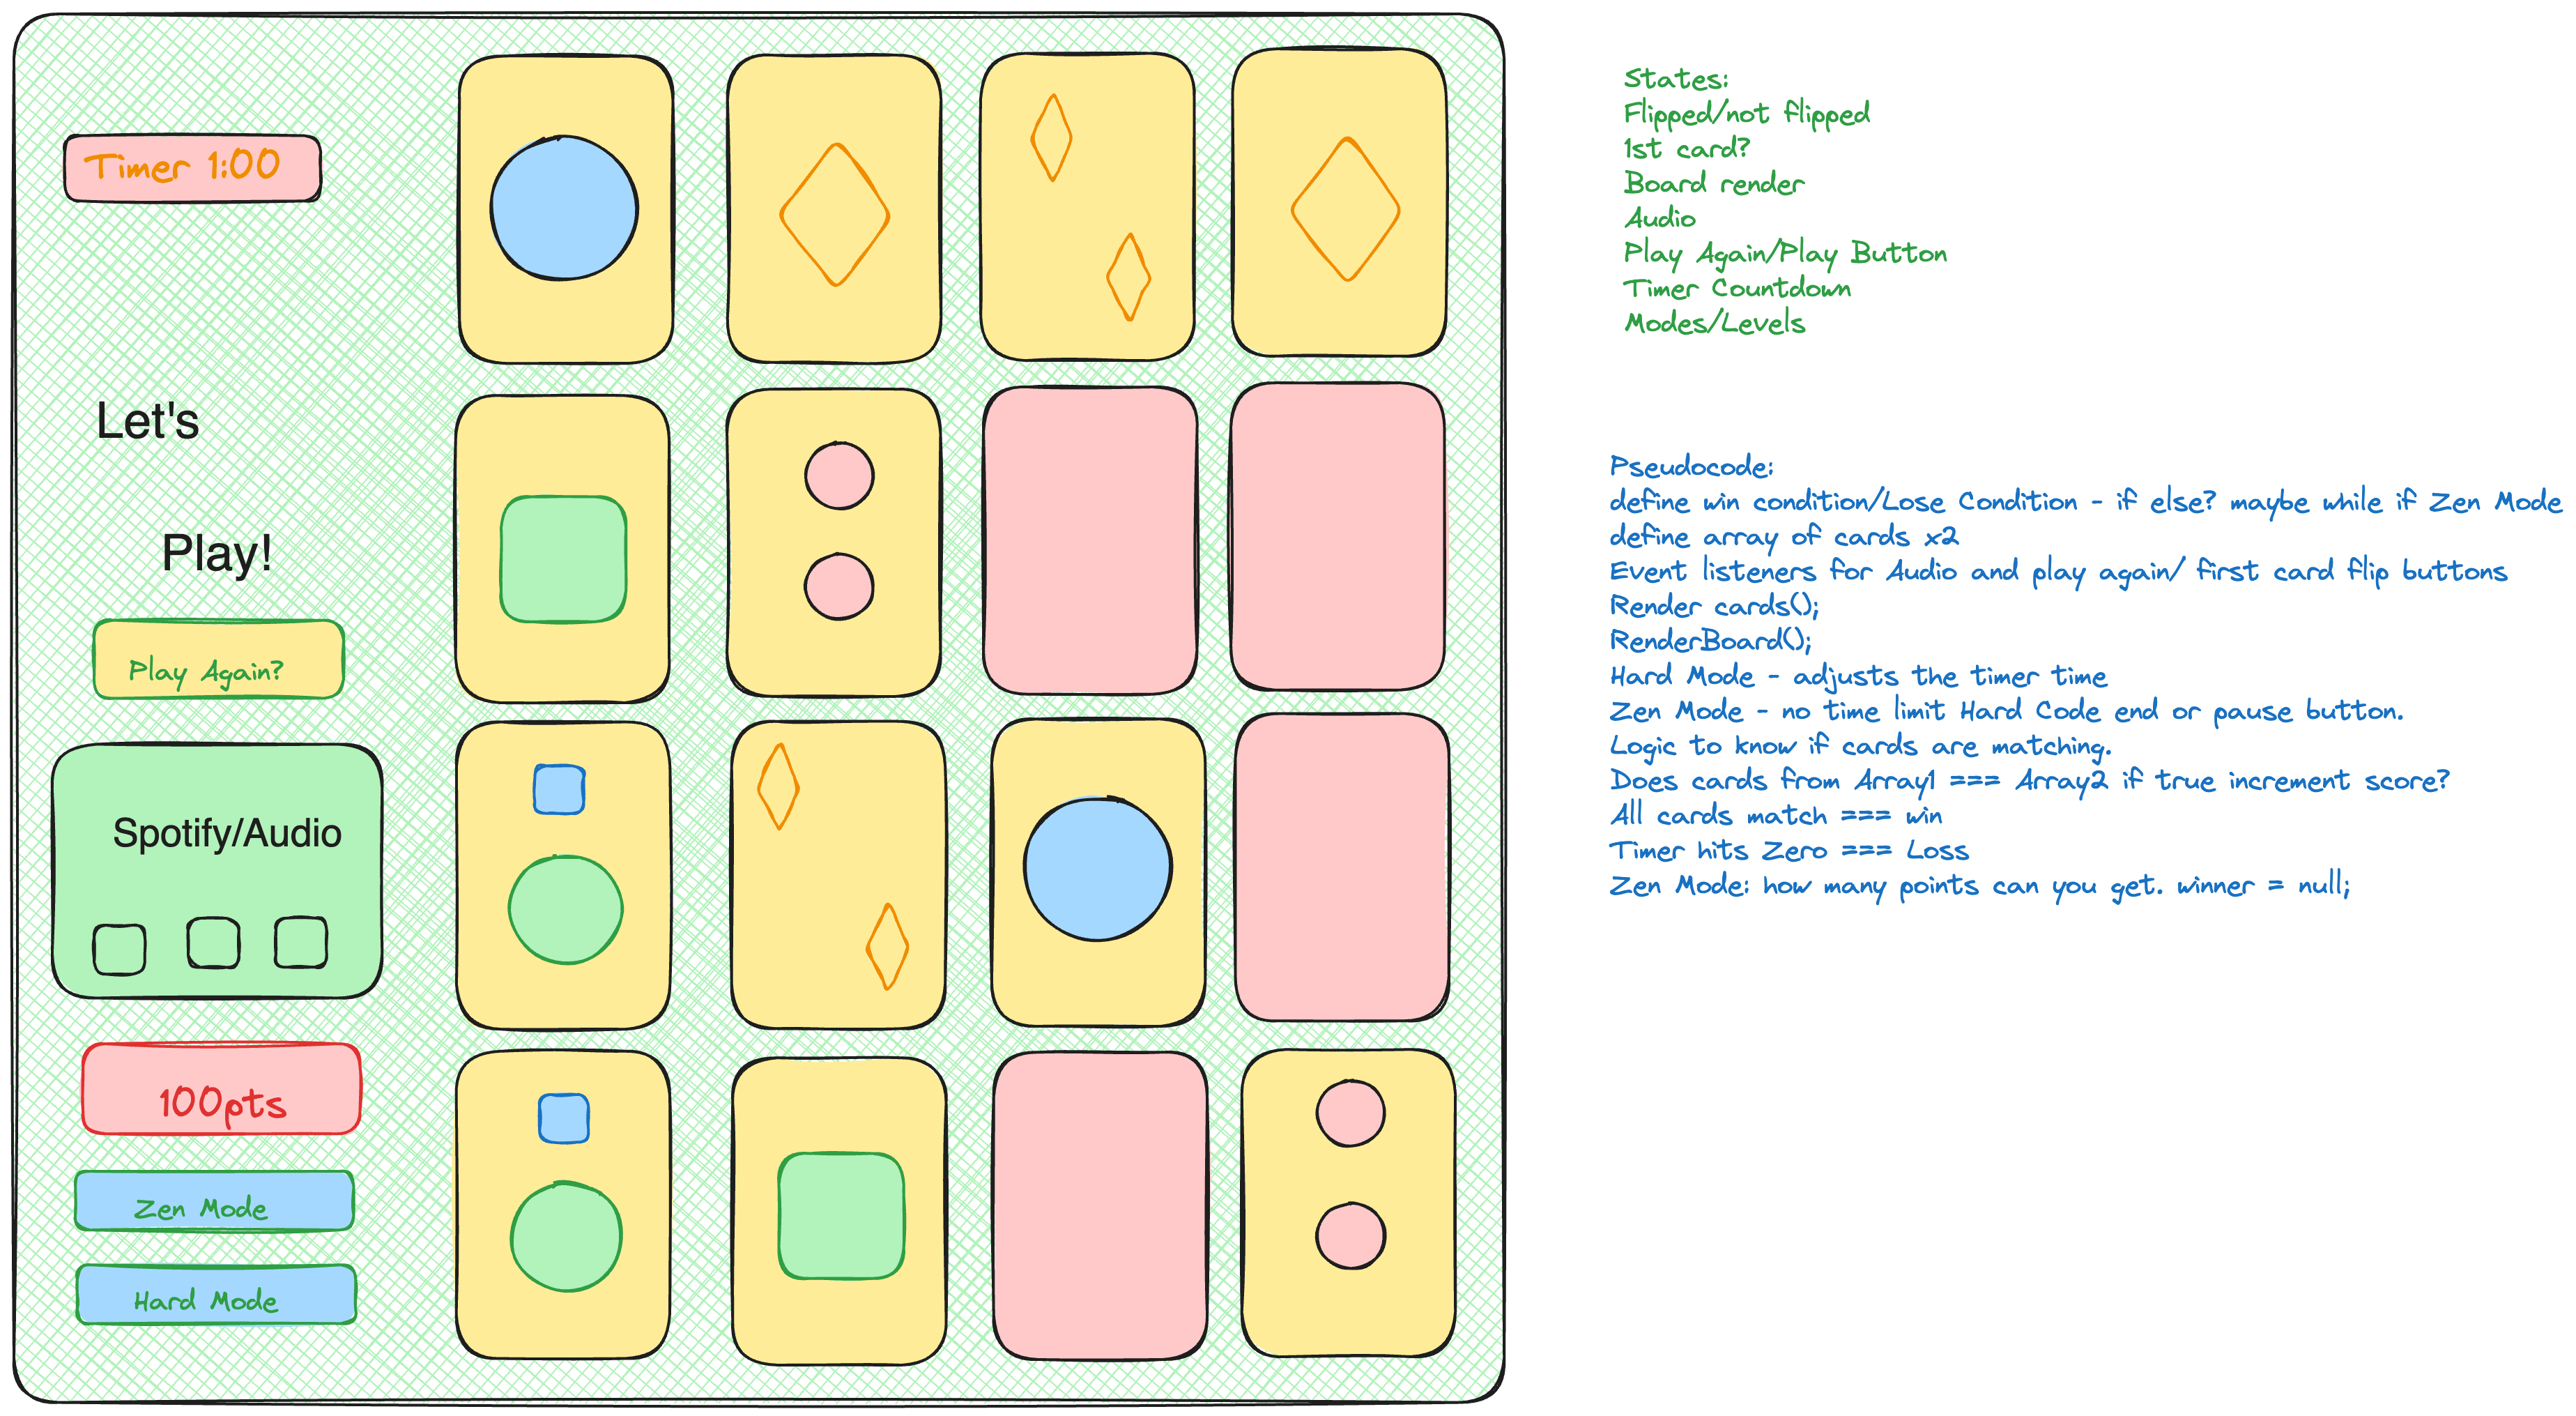 Timer 1:00
Let's
Play!
Play Again?
Spotify/Audio
100pts
Zen Mode
Hard Mode
States:
Flipped/not flipped
1st card?
Board render
Audio
Play Again/Play Button
Timer Countdown
Modes/Levels
Pseudocode:
define win condition/Lose Condition - if else? maybe while if Zen Mode
define array of cards x2
Event listeners for Audio and play again/ first card flip buttons
Render cards();
RenderBoard();
Hard Mode - adjusts the timer time
Zen Mode - no time limit Hard Code end or pause button.
Logic to know if cards are matching.
Does cards from Array1 === Array2 if true increment score?
All cards match === win
Timer hits Zero === Loss
Zen Mode: how many points can you get. winner = null;